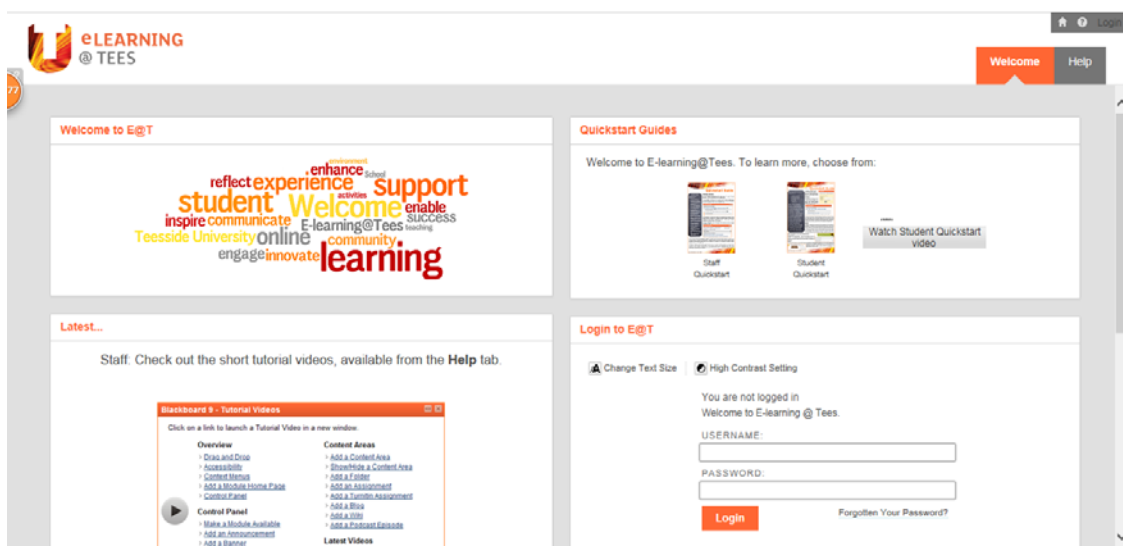 Login
eLEARNING
@ TEES
Welcome
Help
77
Welcome to E@T
environment
enhance
School
reflect experience support
activities
student Welcome enable
inspire communicate E-learning@Tees success
teaching
Teesside University online community
engage innovate learning
Quickstart Guides
Welcome to E-learning@Tees. To learn more, choose from:
Staff
Quickstart
Student
Quickstart
Watch Student Quickstart
video
Latest...
Staff: Check out the short tutorial videos, available from the Help tab.
Blackboard 9 - Tutorial Videos
Click on a link to launch a Tutorial Video in a new window.
Overview
> Drag and Drop
> Accessibility
> Context Menus
> Add a Module Home Page
> Control Panel
Control Panel
> Make a Module Available
> Add an Announcement
> Add a Banner
Content Areas
> Add a Content Area
> Show/Hide a Content Area
> Add a Folder
> Add an Assignment
> Add a Turnitin Assignment
> Add a Blog
> Add a Wiki
> Add a Podcast Episode
Latest Videos
Login to E@T
Change Text Size
High Contrast Setting
You are not logged in
Welcome to E-learning @ Tees.
USERNAME:
PASSWORD:
Login
Forgotten Your Password?